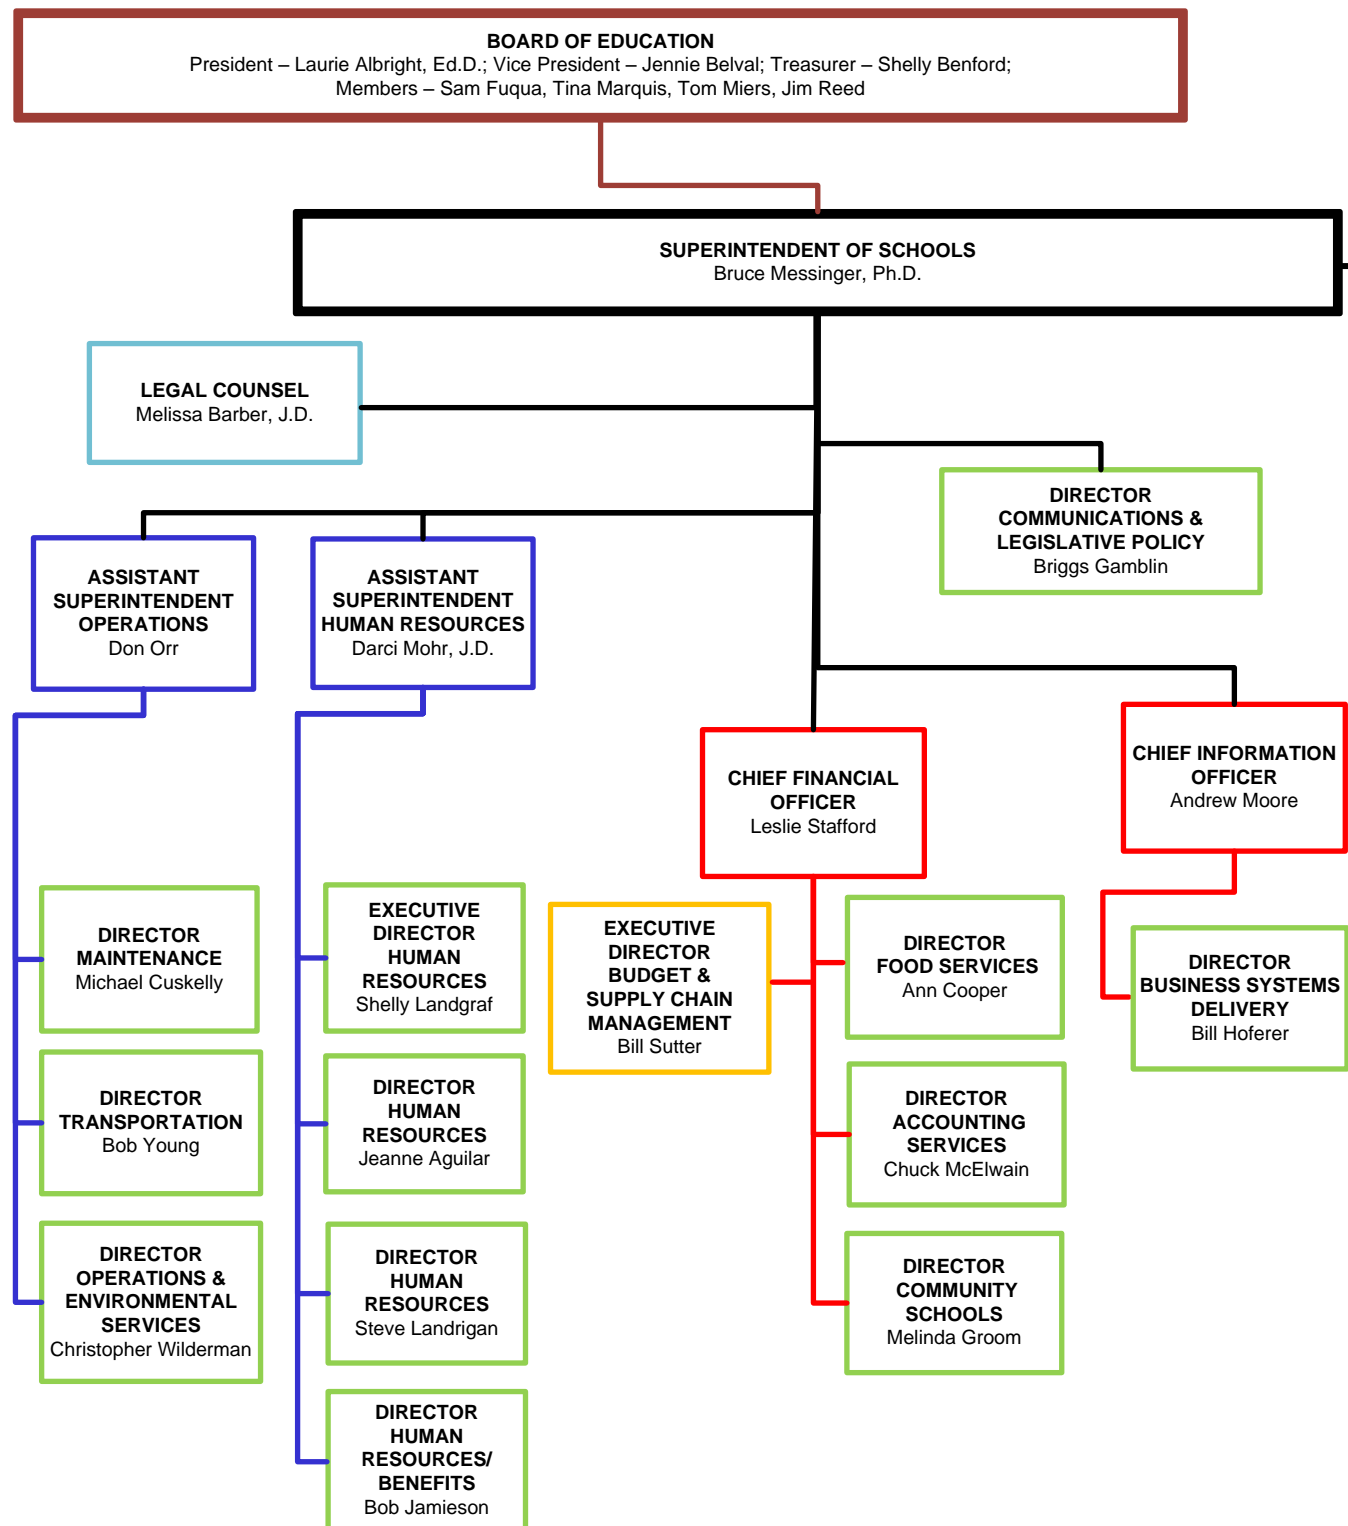 BOARD OF EDUCATION
President – Laurie Albright, Ed.D.; Vice President – Jennie Belval; Treasurer – Shelly Benford;
Members – Sam Fuqua, Tina Marquis, Tom Miers, Jim Reed
SUPERINTENDENT OF SCHOOLS
Bruce Messinger, Ph.D.
LEGAL COUNSEL
Melissa Barber, J.D.
DIRECTOR
COMMUNICATIONS &
LEGISLATIVE POLICY
Briggs Gamblin
ASSISTANT
SUPERINTENDENT
OPERATIONS
Don Orr
ASSISTANT
SUPERINTENDENT
HUMAN RESOURCES
Darci Mohr, J.D.
CHIEF FINANCIAL
OFFICER
Leslie Stafford
CHIEF INFORMATION
OFFICER
Andrew Moore
DIRECTOR
MAINTENANCE
Michael Cuskelly
EXECUTIVE
DIRECTOR
HUMAN
RESOURCES
Shelly Landgraf
EXECUTIVE
DIRECTOR
BUDGET &
SUPPLY CHAIN
MANAGEMENT
Bill Sutter
DIRECTOR
FOOD SERVICES
Ann Cooper
DIRECTOR
BUSINESS SYSTEMS
DELIVERY
Bill Hoferer
DIRECTOR
TRANSPORTATION
Bob Young
DIRECTOR
HUMAN
RESOURCES
Jeanne Aguilar
DIRECTOR
ACCOUNTING
SERVICES
Chuck McElwain
DIRECTOR
OPERATIONS &
ENVIRONMENTAL
SERVICES
Christopher Wilderman
DIRECTOR
HUMAN
RESOURCES
Steve Landrigan
DIRECTOR
COMMUNITY
SCHOOLS
Melinda Groom
DIRECTOR
HUMAN
RESOURCES/
BENEFITS
Bob Jamieson